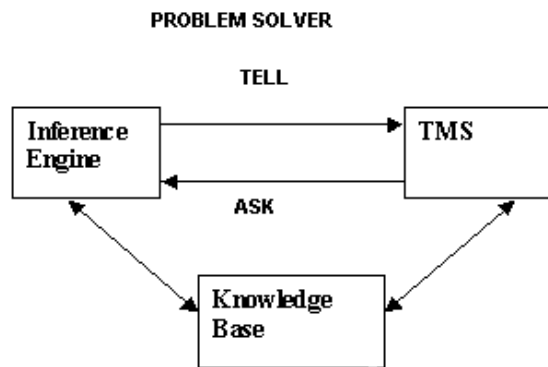 PROBLEM SOLVER
TELL
Inference
Engine
TMS
ASK
Knowledge
Base